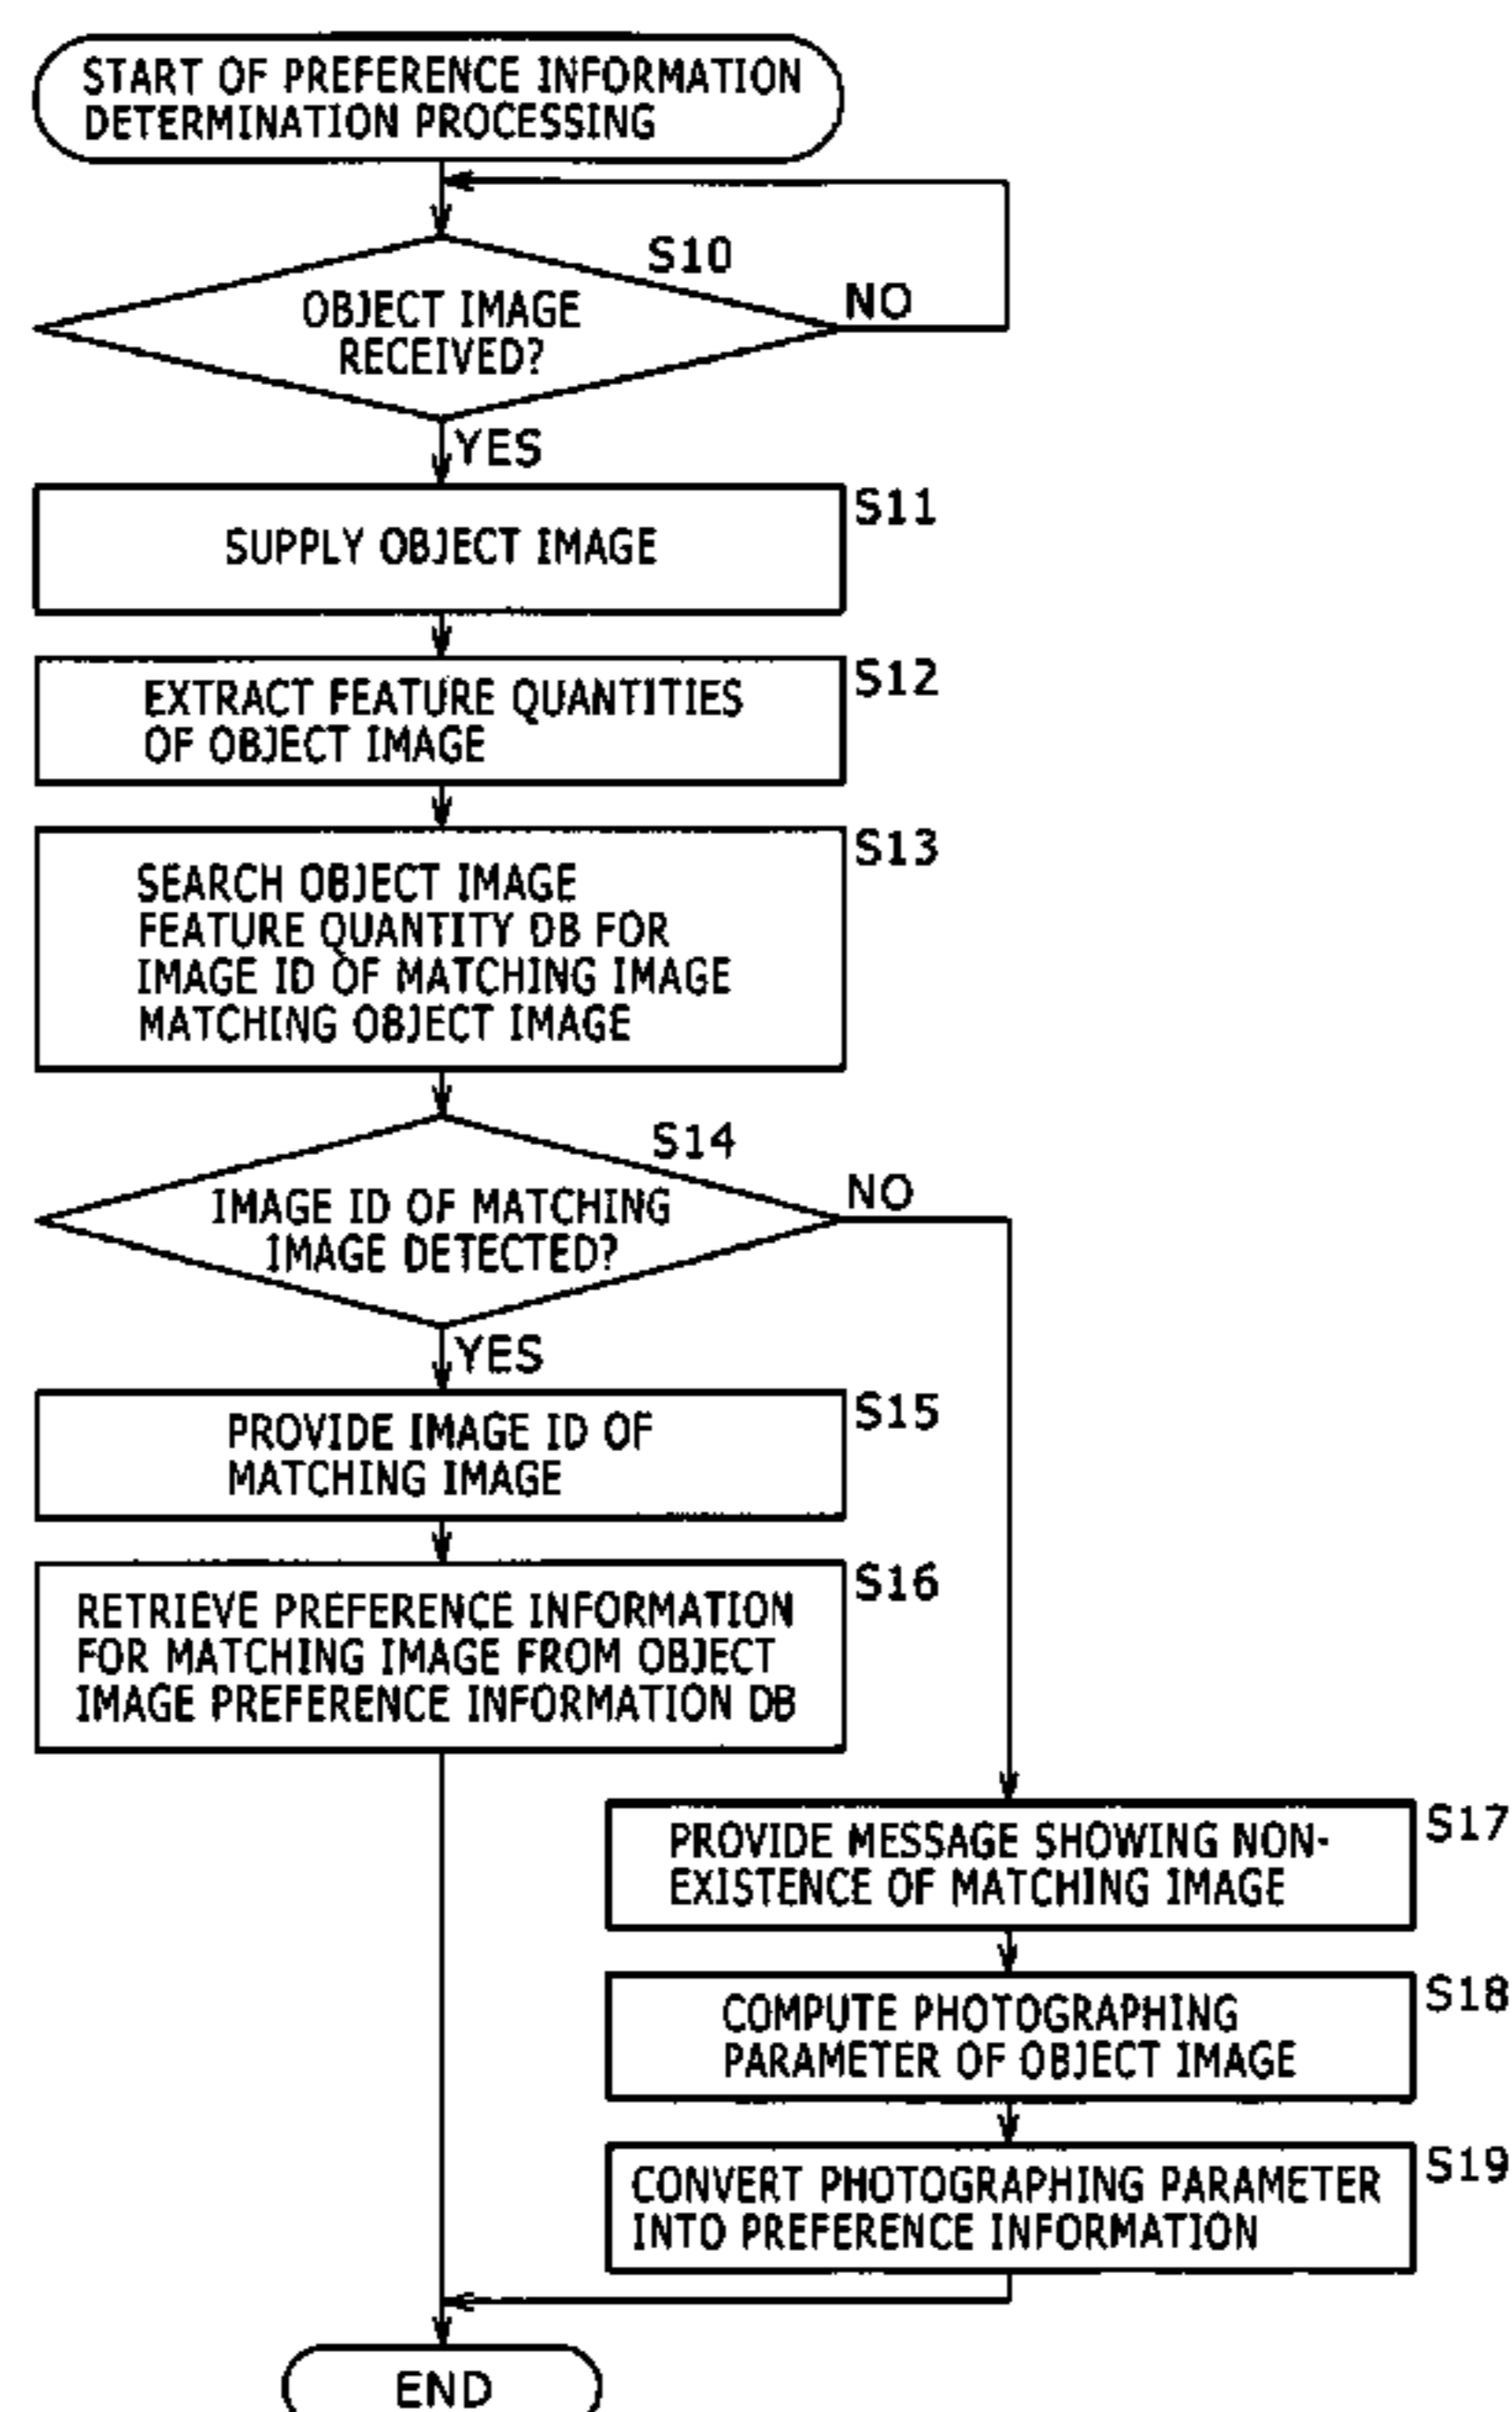 START OF PREFERENCE INFORMATION
DETERMINATION PROCESSING
S10
OBJECT IMAGE
RECEIVED?
NO
YES
S11
SUPPLY OBJECT IMAGE
S12
EXTRACT FEATURE QUANTITIES
OF OBJECT IMAGE
S13
SEARCH OBJECT IMAGE
FEATURE QUANTITY DB FOR
IMAGE ID OF MATCHING IMAGE
MATCHING OBJECT IMAGE
S14
IMAGE ID OF MATCHING
IMAGE DETECTED?
NO
YES
S15
PROVIDE IMAGE ID OF
MATCHING IMAGE
S16
RETRIEVE PREFERENCE INFORMATION
FOR MATCHING IMAGE FROM OBJECT
IMAGE PREFERENCE INFORMATION DB
S17
PROVIDE MESSAGE SHOWING NON-
EXISTENCE OF MATCHING IMAGE
S18
COMPUTE PHOTOGRAPHING
PARAMETER OF OBJECT IMAGE
S19
CONVERT PHOTOGRAPHING PARAMETER
INTO PREFERENCE INFORMATION
END